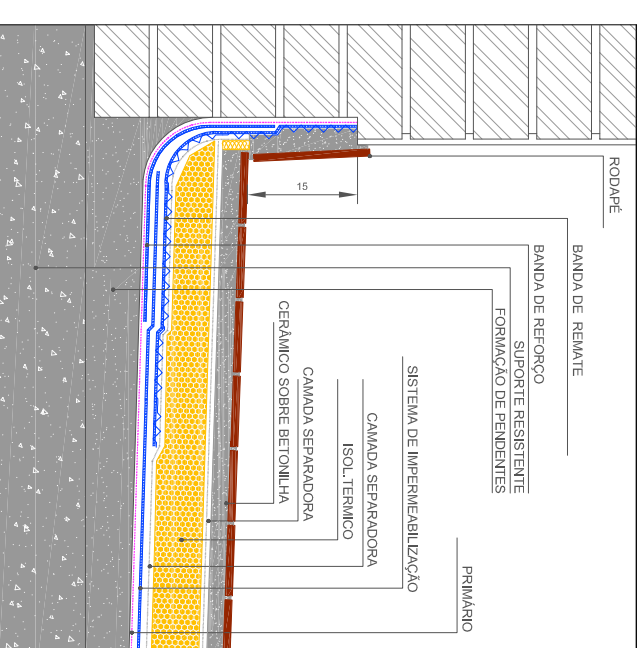 PRIMÁRIO
SISTEMA DE IMPERMEABILIZAÇÃO
CAMADA SEPARADORA
ISOL.TERMICO
CAMADA SEPARADORA
CERÂMICO SOBRE BETONILHA
FORMAÇÃO DE PENDENTES
SUPORTE RESISTENTE
BANDA DE REFORÇO
BANDA DE REMATE
RODAPÉ
15